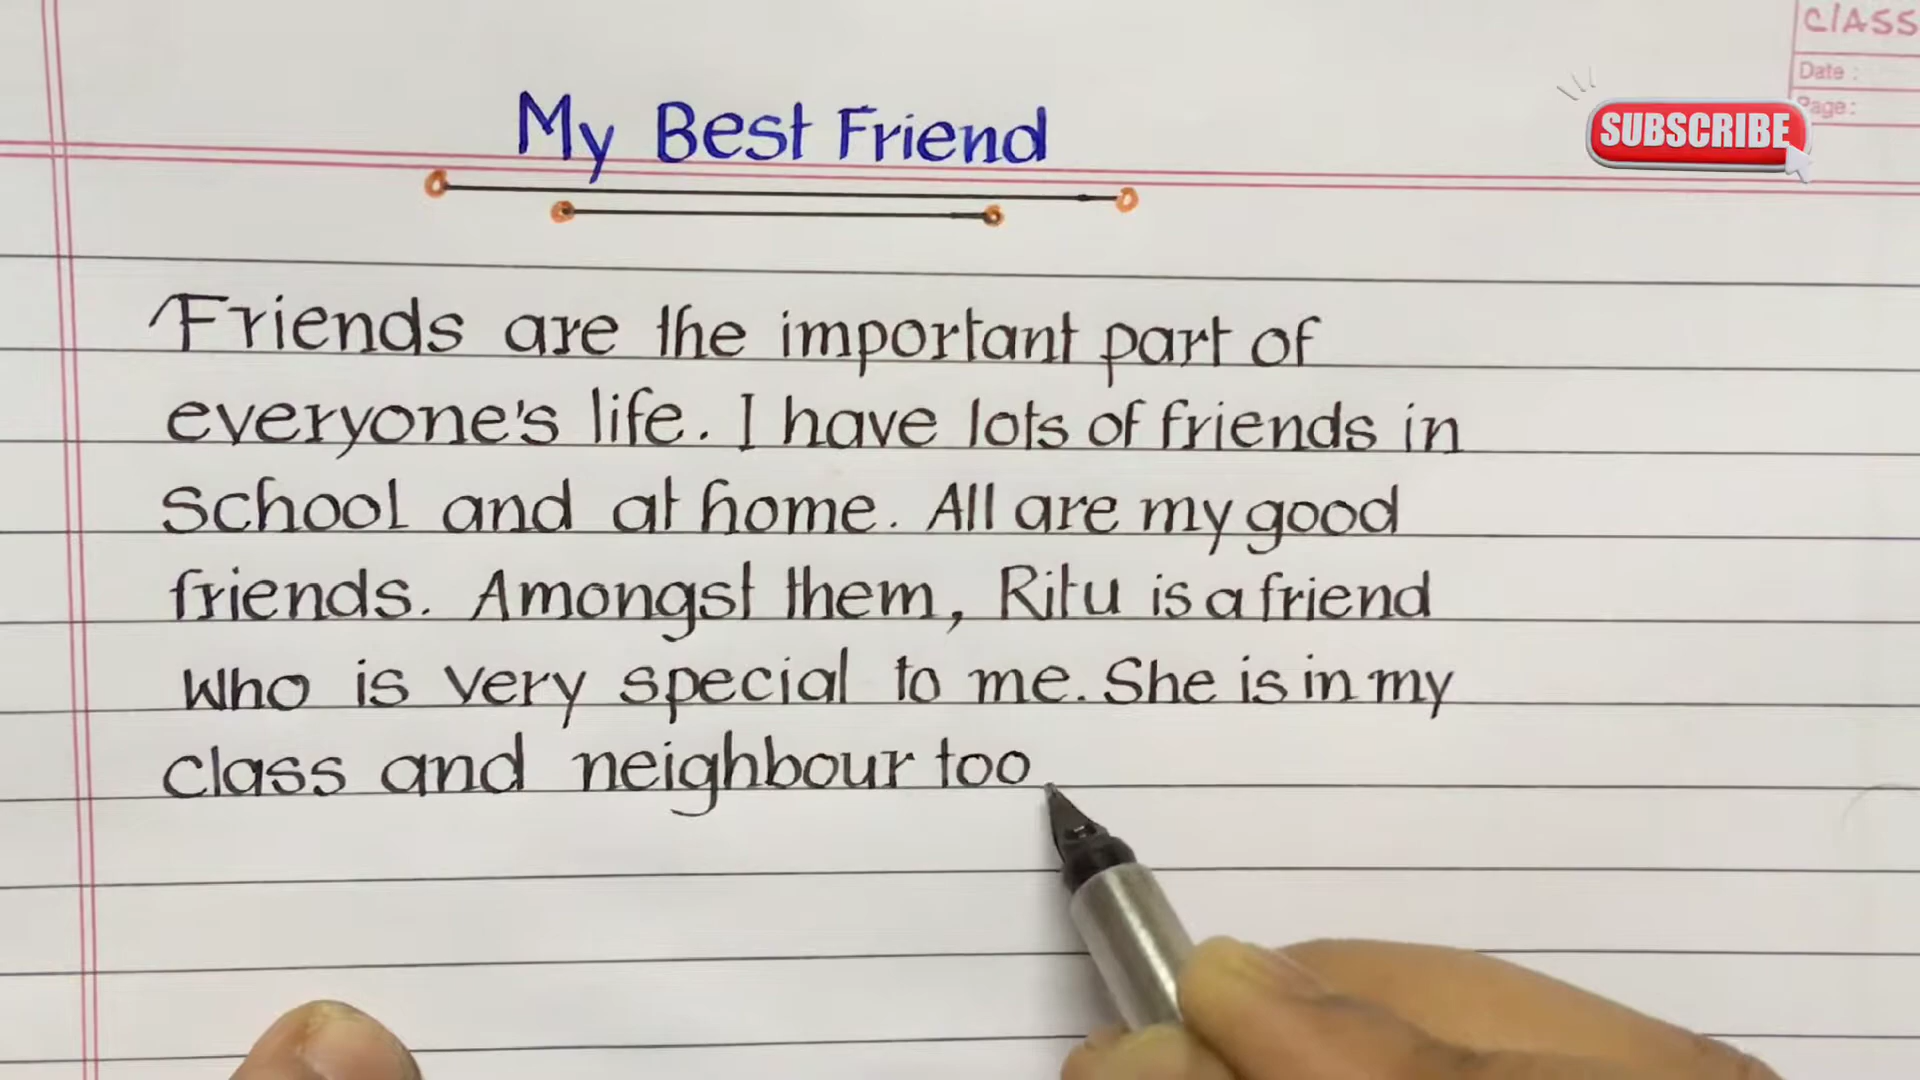 CLASS
Date :
Page:
SUBSCRIBE
My Best Friend
Friends are the important part of
everyone's life. I have lots of friends in
school and at home. All are my good
friends. Amongst them, Ritu is a friend
who is very special to me. She is in my
class and neighbour too.